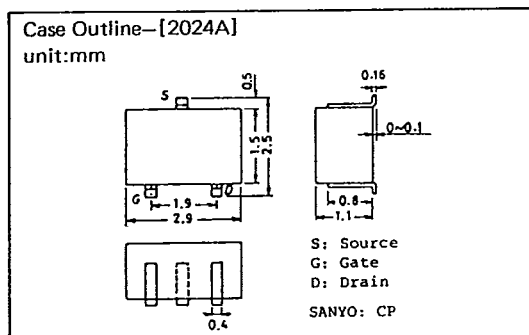 Case Outline—[2024A]
unit:mm
S
0.5
1.5
2.5
G
D
1.9
2.9
0.16
0~0.1
0.8
1.1
S: Source
G: Gate
D: Drain
SANYO: CP
0.4